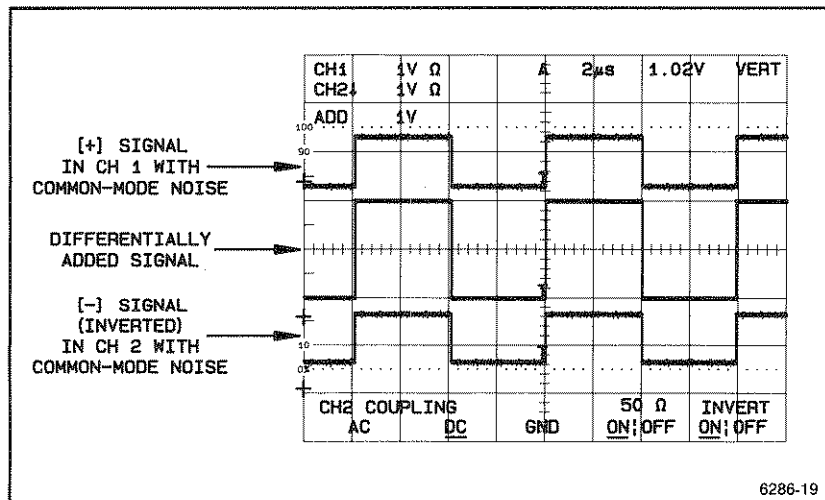 CH1 1V Ω A 2µs 1.02V VERT
CH2↓ 1V Ω
ADD 1V
100
90
[+] SIGNAL
IN CH 1 WITH
COMMON-MODE NOISE
DIFFERENTIALLY
ADDED SIGNAL
[−] SIGNAL
(INVERTED)
IN CH 2 WITH
COMMON-MODE NOISE
10
0%
CH2 COUPLING 50 Ω INVERT
AC DC GND ON¦OFF ON¦OFF
6286-19